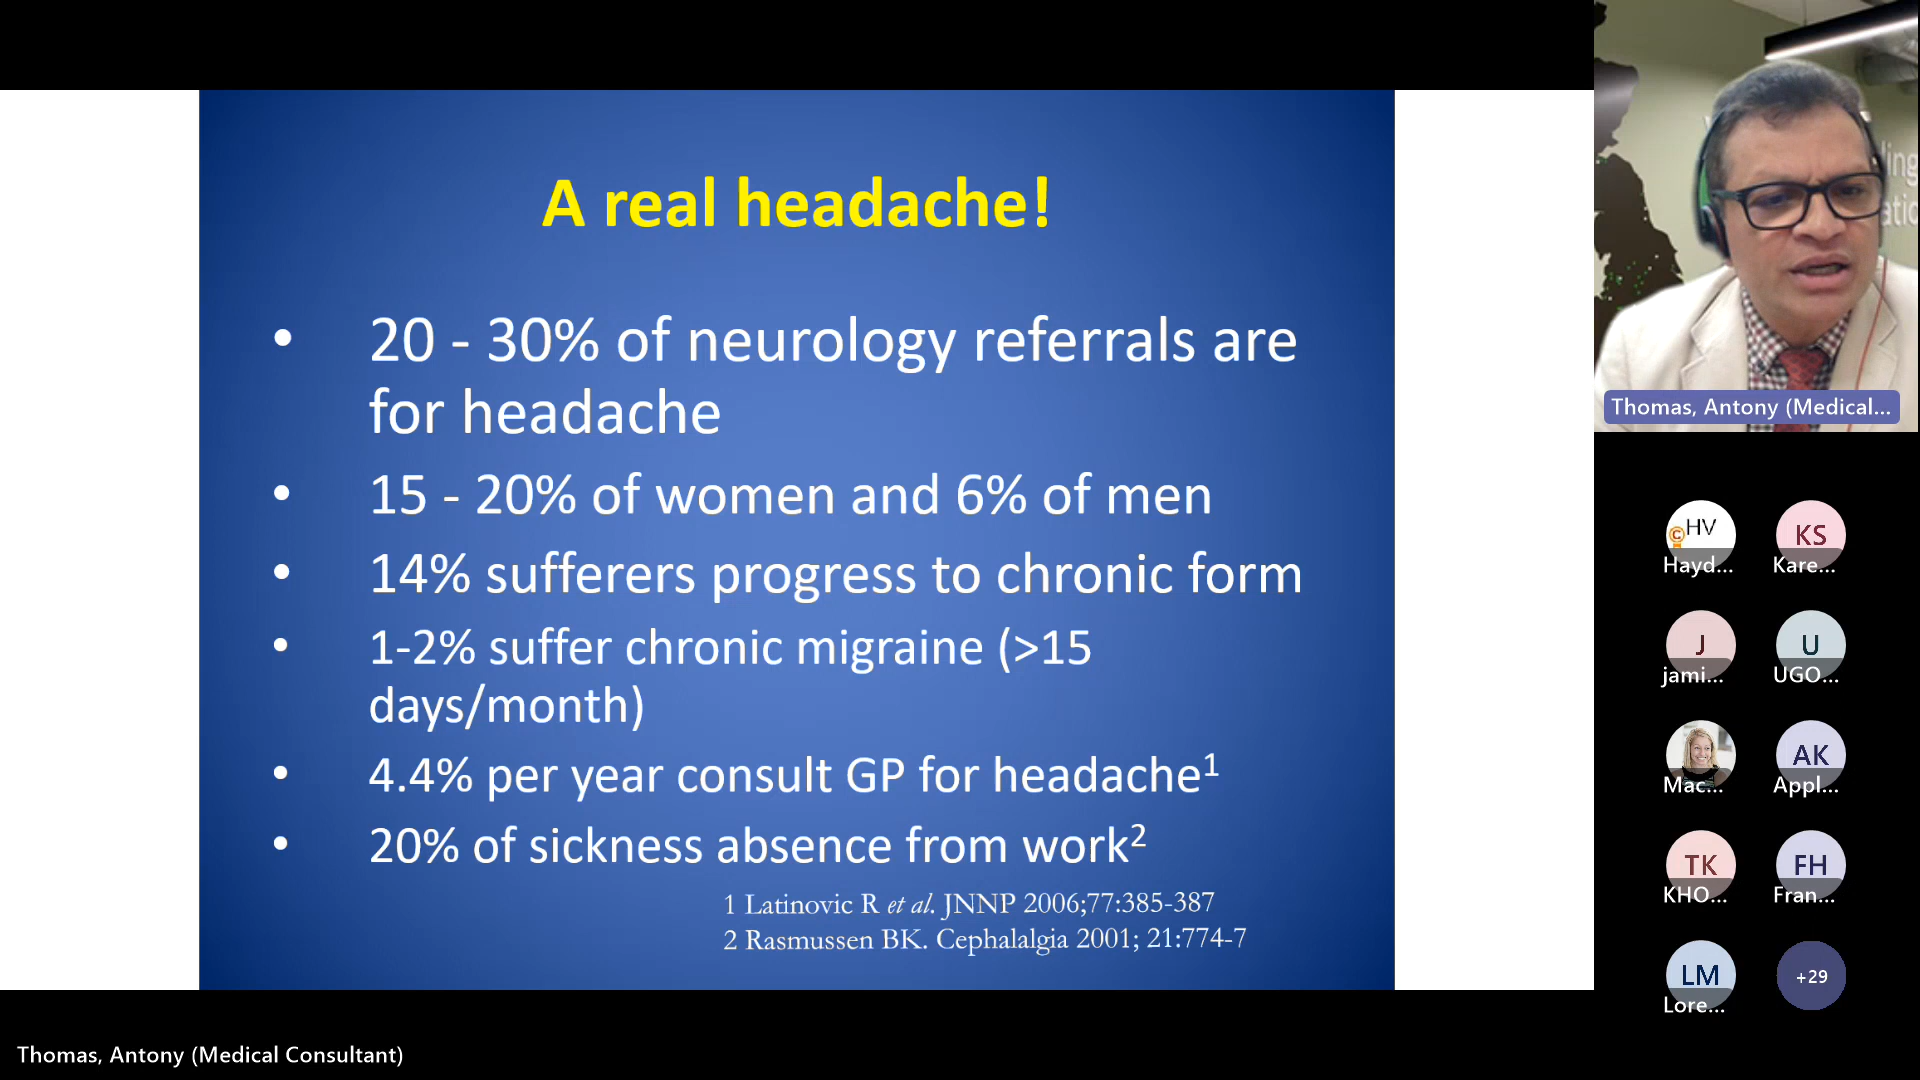 A real headache!
• 20 - 30% of neurology referrals are
for headache
• 15 - 20% of women and 6% of men
• 14% sufferers progress to chronic form
• 1-2% suffer chronic migraine (>15
days/month)
• 4.4% per year consult GP for headache1
• 20% of sickness absence from work2
1 Latinovic R et al. JNNP 2006;77:385-387
2 Rasmussen BK. Cephalalgia 2001; 21:774-7
Thomas, Antony (Medical...
HV
Hayd...
KS
Kare...
J
jami...
U
UGO...
Mac...
AK
Appl...
TK
KHO...
FH
Fran...
LM
Lore...
+29
Thomas, Antony (Medical Consultant)